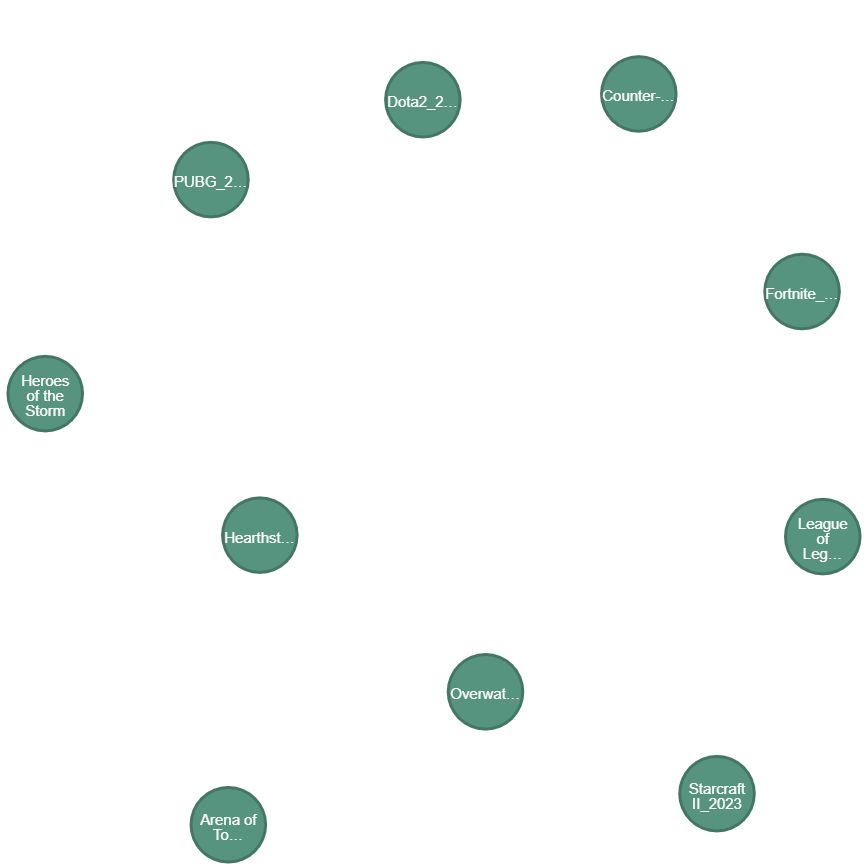 Counter-...
Dota2_2...
PUBG_2...
Fortnite_...
Heroes
of the
Storm
League
of
Leg...
Hearthst...
Overwat...
Starcraft
II_2023
Arena of
To...